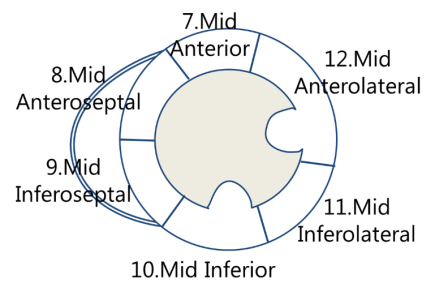 7.Mid
Anterior
12.Mid
Anterolateral
8.Mid
Anteroseptal
9.Mid
Inferoseptal
11.Mid
Inferolateral
10.Mid Inferior